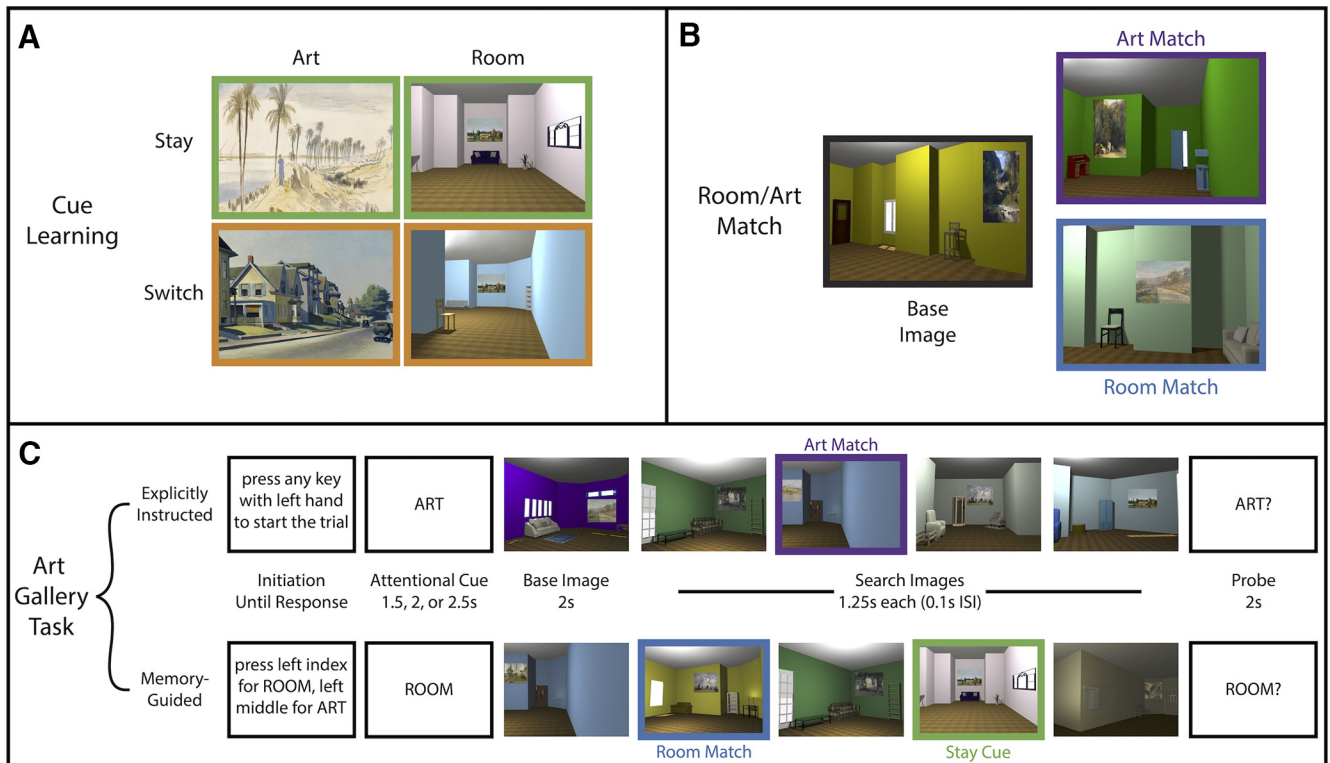 A
Art
Room
Stay
Cue
Learning
Switch
B
Art Match
Room/Art
Match
Base
Image
Room Match
C
Art
Gallery
Task
Explicitly
Instructed
press any key
with left hand
to start the trial
ART
Art Match
ART?
Initiation
Until Response
Attentional Cue
1.5, 2, or 2.5s
Base Image
2s
Search Images
1.25s each (0.1s ISI)
Probe
2s
Memory-
Guided
press left index
for ROOM, left
middle for ART
ROOM
Room Match
Stay Cue
ROOM?